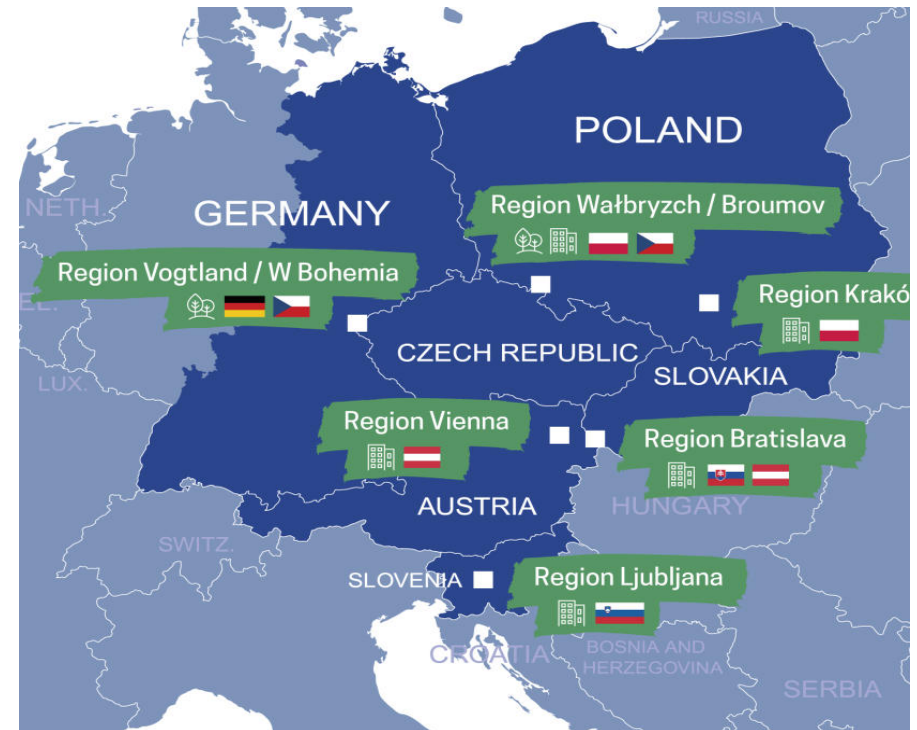 RUSSIA
POLAND
NETH.
GERMANY
Region Wałbryzch / Broumov
Region Vogtland / W Bohemia
EL.
Region Krakó
CZECH REPUBLIC
LUX.
SLOVAKIA
Region Vienna
Region Bratislava
AUSTRIA
HUNGARY
SWITZ.
SLOVENIA
Region Ljubljana
CROATIA
BOSNIA AND
HERZEGOVINA
SERBIA